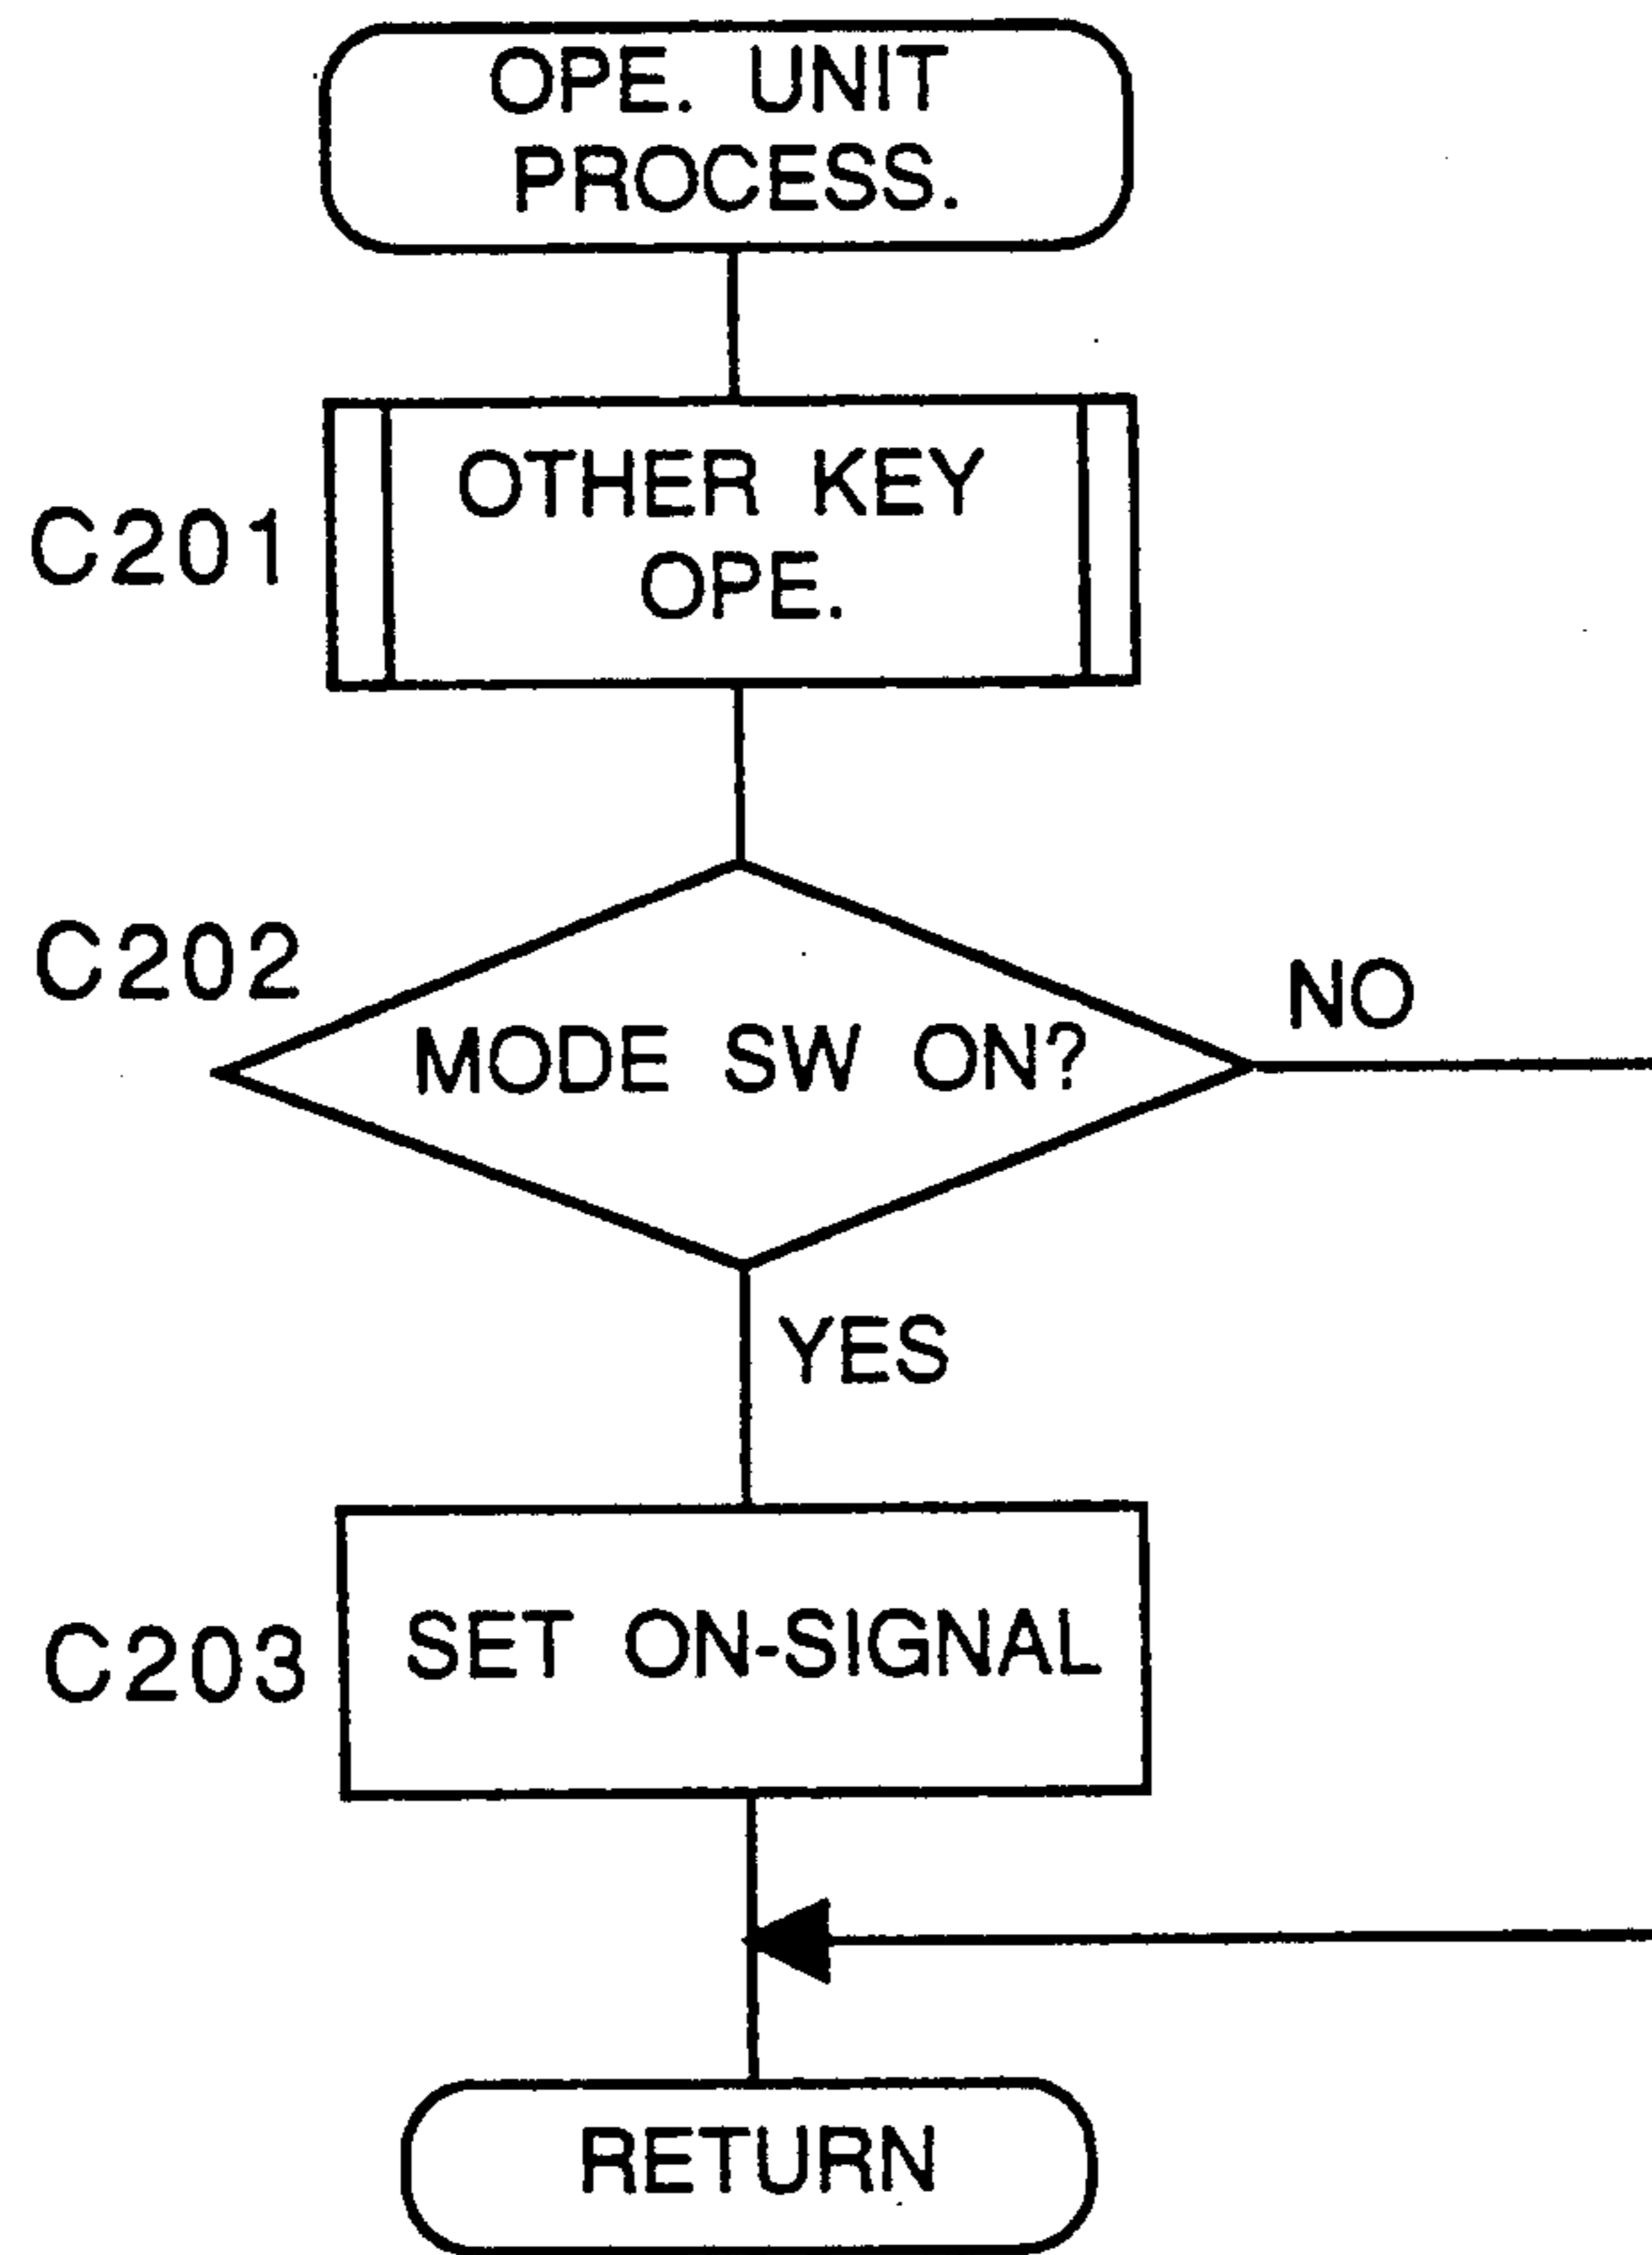 OPE. UNIT
PROCESS.
C201
OTHER KEY
OPE.
C202
MODE SW ON?
NO
YES
C203
SET ON-SIGNAL
RETURN